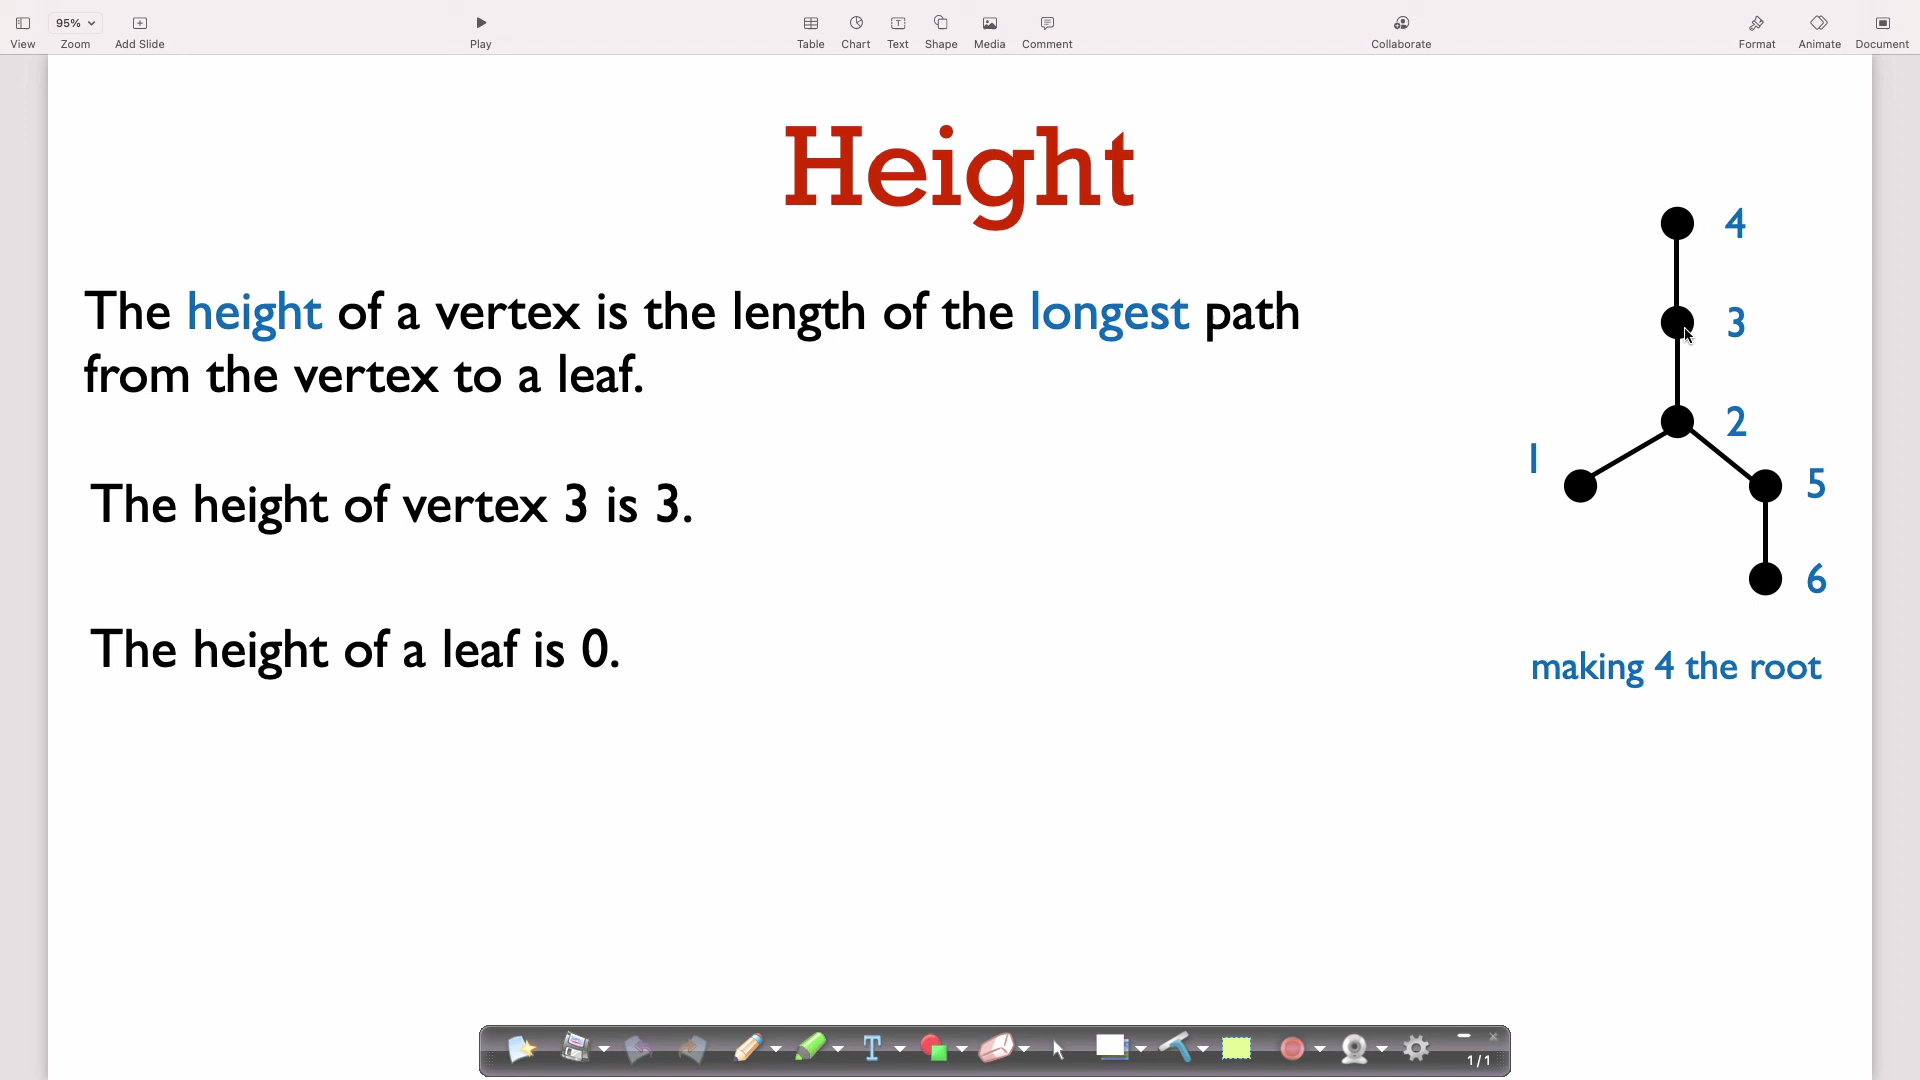 95%
View
Zoom
Add Slide
Play
Table
Chart
Text
Shape
Media
Comment
Collaborate
Format
Animate
Document
Height
The height of a vertex is the length of the longest path
from the vertex to a leaf.
The height of vertex 3 is 3.
The height of a leaf is 0.
4
3
2
1
5
6
making 4 the root
1/1